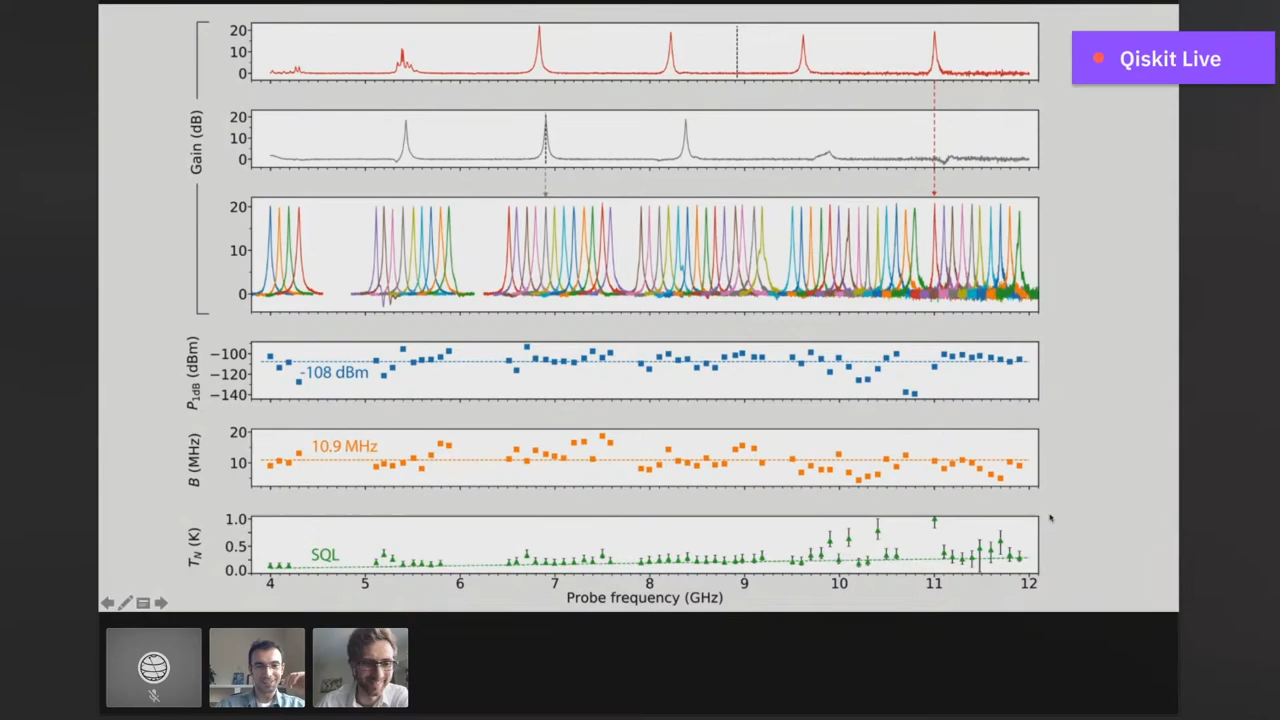 Qiskit Live
20
10
0
20
10
0
Gain (dB)
20
10
0
−100
−120
−140
P1dB (dBm)
-108 dBm
20
10
B (MHz)
10.9 MHz
1.0
0.5
0.0
TN (K)
SQL
4 5 6 7 8 9 10 11 12
Probe frequency (GHz)